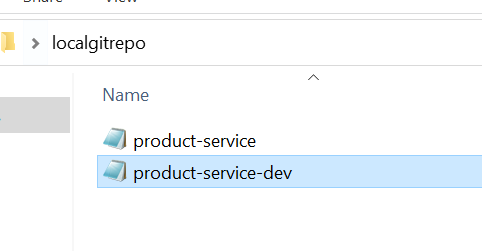 localgitrepo
Name
product-service
product-service-dev